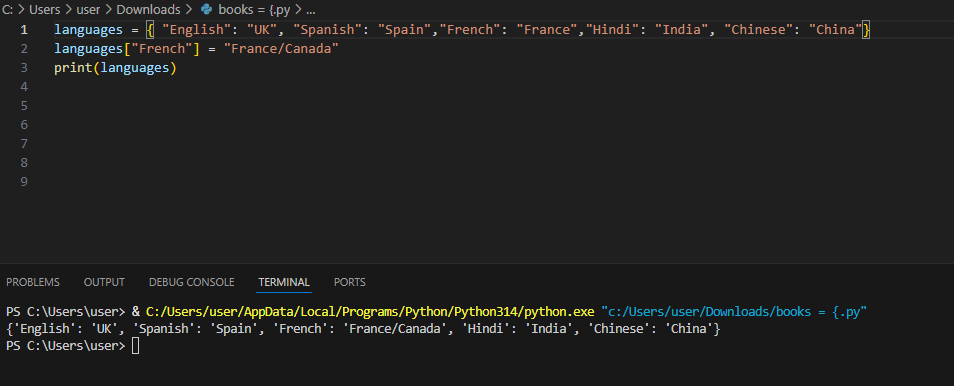 C: > Users > user > Downloads > books = {.py > ...
1 languages = { "English": "UK", "Spanish": "Spain","French": "France","Hindi": "India", "Chinese": "China"}
2 languages["French"] = "France/Canada"
3 print(languages)
4
5
6
7
8
9
PROBLEMS OUTPUT DEBUG CONSOLE TERMINAL PORTS
PS C:\Users\user> & C:/Users/user/AppData/Local/Programs/Python/Python314/python.exe "c:/Users/user/Downloads/books = {.py"
{'English': 'UK', 'Spanish': 'Spain', 'French': 'France/Canada', 'Hindi': 'India', 'Chinese': 'China'}
PS C:\Users\user>